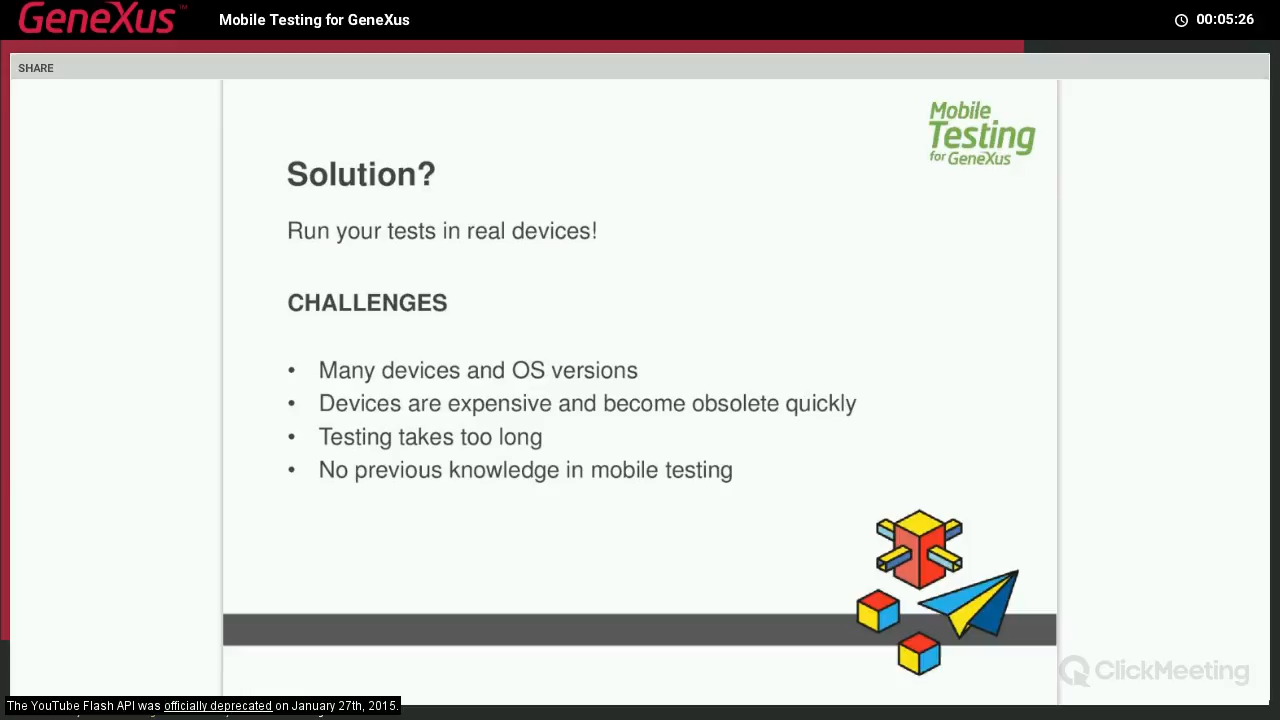 GeneXus™
Mobile Testing for GeneXus
00:05:26
SHARE
Mobile
Testing
for GeneXus
Solution?
Run your tests in real devices!
CHALLENGES
• Many devices and OS versions
• Devices are expensive and become obsolete quickly
• Testing takes too long
• No previous knowledge in mobile testing
ClickMeeting
The YouTube Flash API was officially deprecated on January 27th, 2015.